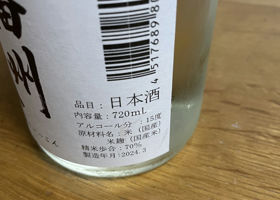 州
4517689180
品目:日本酒
内容量:720mL
アルコール分 :15度
原材料名:米(国産)
米麹(国産米)
精米歩合:70%
製造年月:2024.3